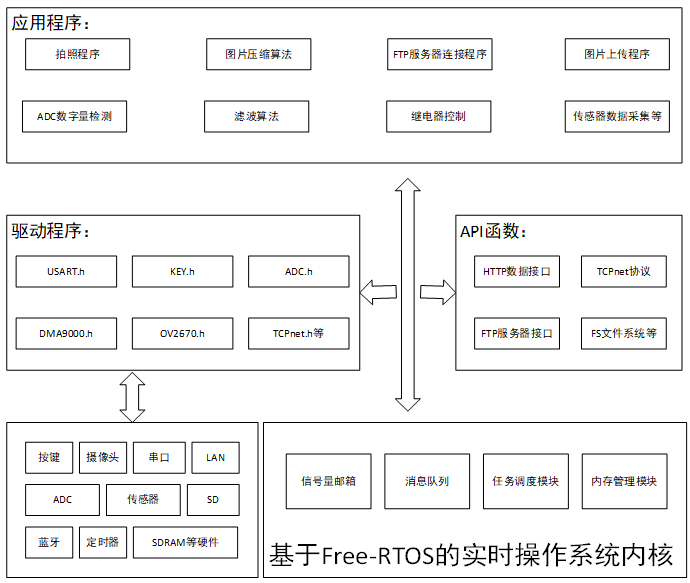 应用程序：
拍照程序
图片压缩算法
FTP服务器连接程序
图片上传程序
ADC数字量检测
滤波算法
继电器控制
传感器数据采集等
驱动程序：
USART.h
KEY.h
ADC.h
DMA9000.h
OV2670.h
TCPnet.h等
API函数：
HTTP数据接口
TCPnet协议
FTP服务器接口
FS文件系统等
按键
摄像头
串口
LAN
ADC
传感器
SD
蓝牙
定时器
SDRAM等硬件
信号量邮箱
消息队列
任务调度模块
内存管理模块
基于Free-RTOS的实时操作系统内核